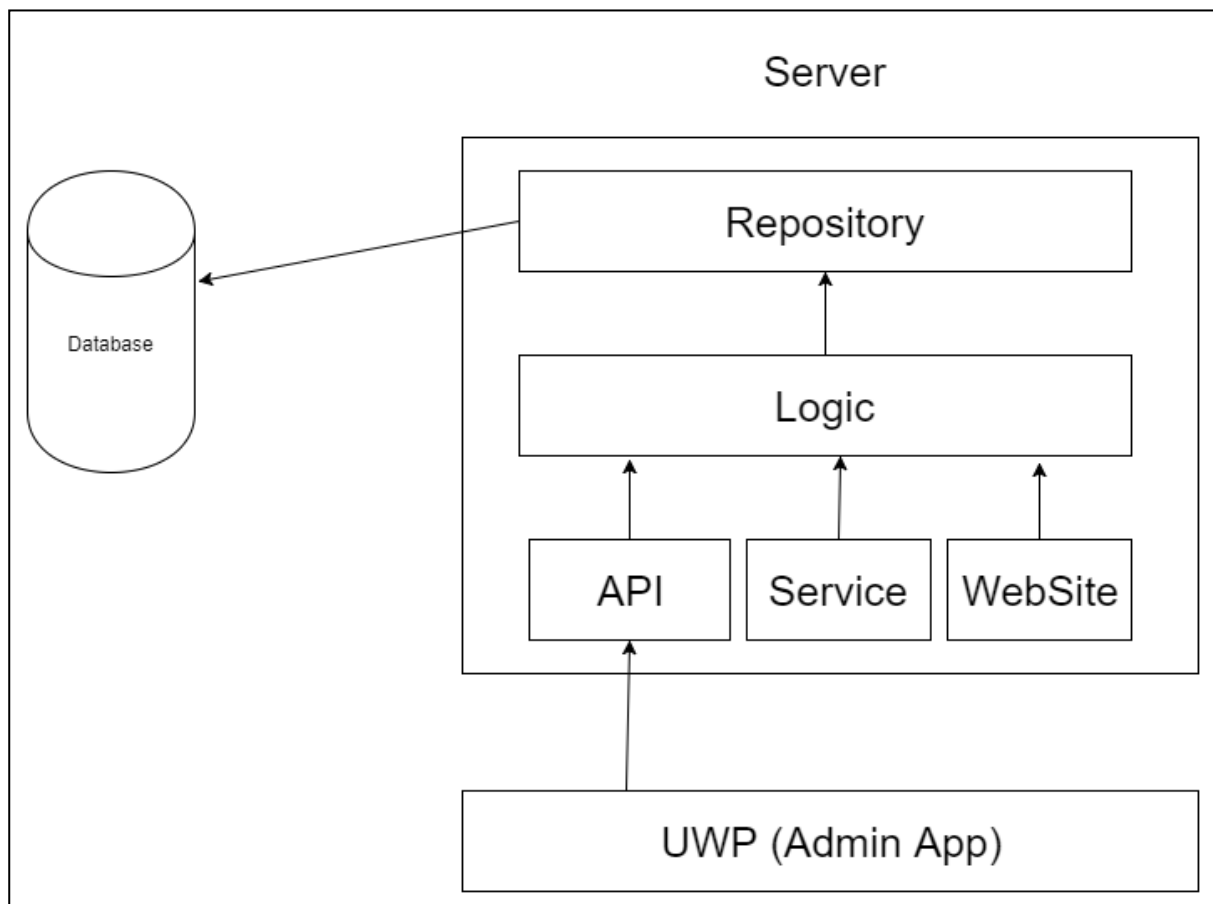 Server
Repository
Database
Logic
API
Service
WebSite
UWP (Admin App)